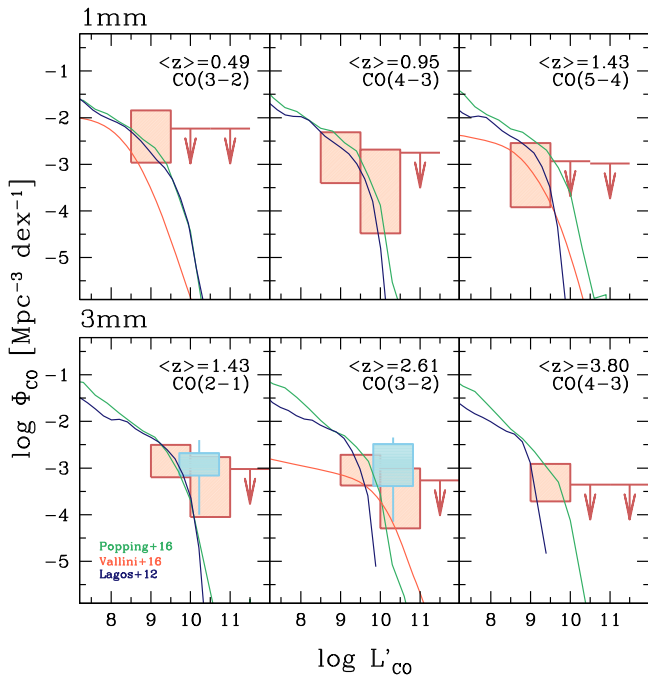 1mm
<z>=0.49
CO(3-2)
<z>=0.95
CO(4-3)
<z>=1.43
CO(5-4)
-1
-2
-3
-4
-5
3mm
<z>=1.43
CO(2-1)
<z>=2.61
CO(3-2)
<z>=3.80
CO(4-3)
-1
-2
-3
-4
-5
Popping+16
Vallini+16
Lagos+12
8 9 10 11 8 9 10 11 8 9 10 11
log L'CO
log ΦCO [Mpc⁻³ dex⁻¹]